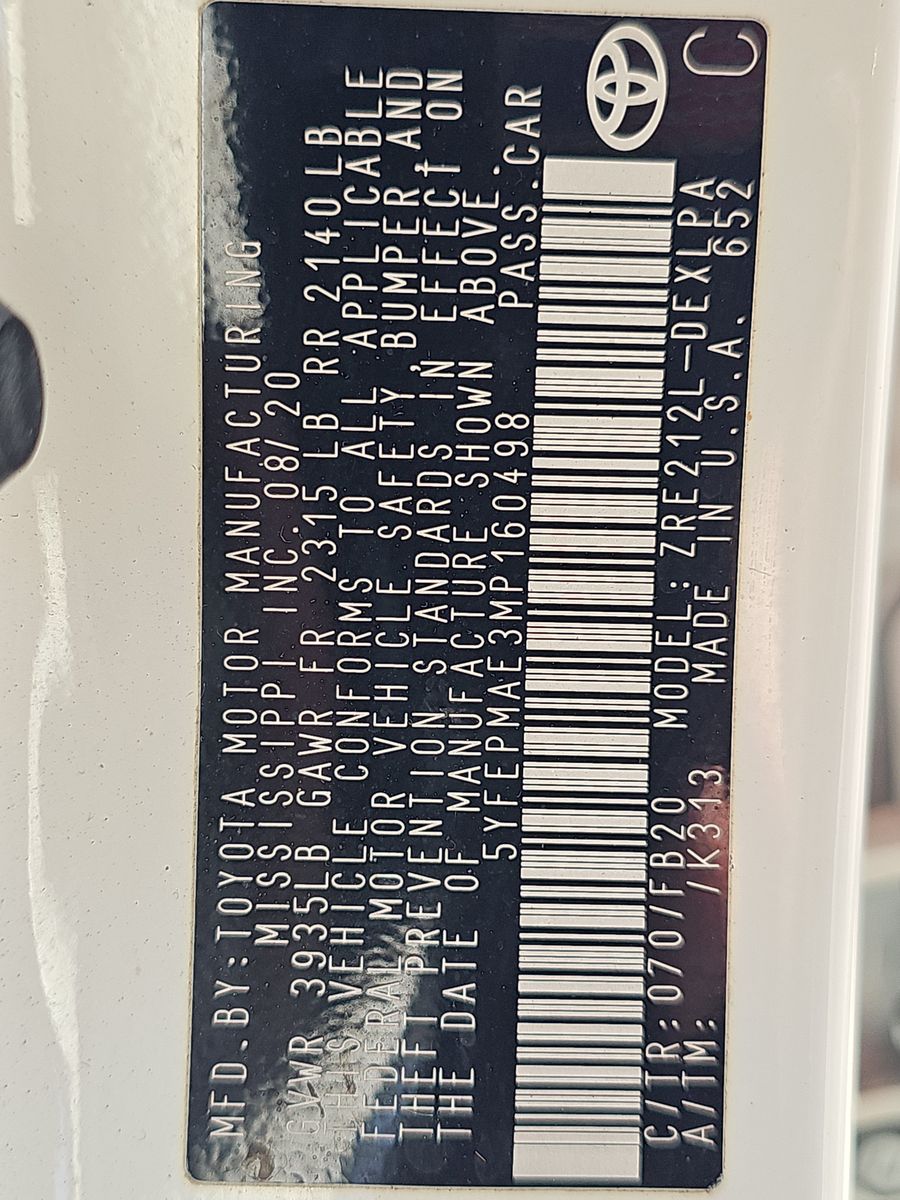 MFD.BY:TOYOTA MOTOR MANUFACTURING
MISSISSIPPI INC. 08/20
GVWR 3935LB GAWR FR 2315 LB RR 2140LB
THIS VEHICLE CONFORMS TO ALL APPLICABLE
FEDERAL MOTOR VEHICLE SAFETY, BUMPER AND
THEFT PREVENTION STANDARDS IN EFFECT ON
THE DATE OF MANUFACTURE SHOWN ABOVE.
5YFEPMAE3MP160498 PASS.CAR
C/TR:070/FB20 MODEL:ZRE212L-DEXLPA
A/TM: /K313 MADE IN U.S.A. 652
C